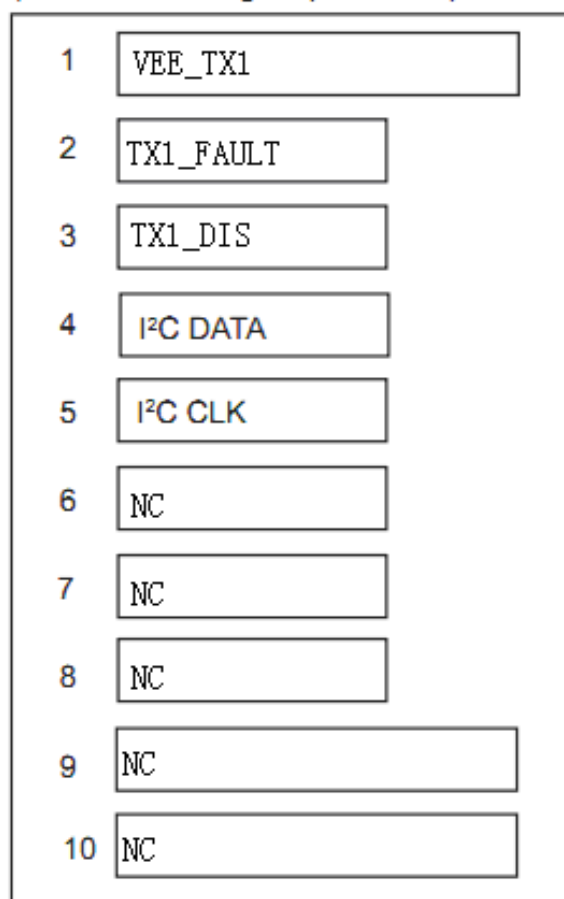 1 VEE_TX1
2 TX1_FAULT
3 TX1_DIS
4 I²C DATA
5 I²C CLK
6 NC
7 NC
8 NC
9 NC
10 NC